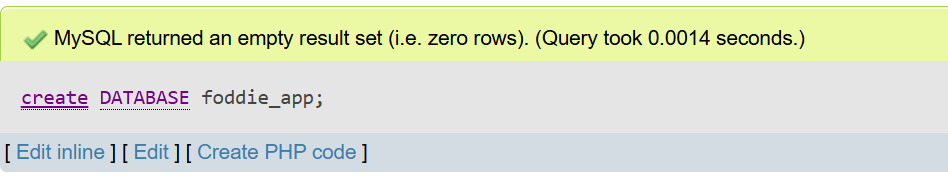 MySQL returned an empty result set (i.e. zero rows). (Query took 0.0014 seconds.)
create DATABASE foddie_app;
[ Edit inline ] [ Edit ] [ Create PHP code ]